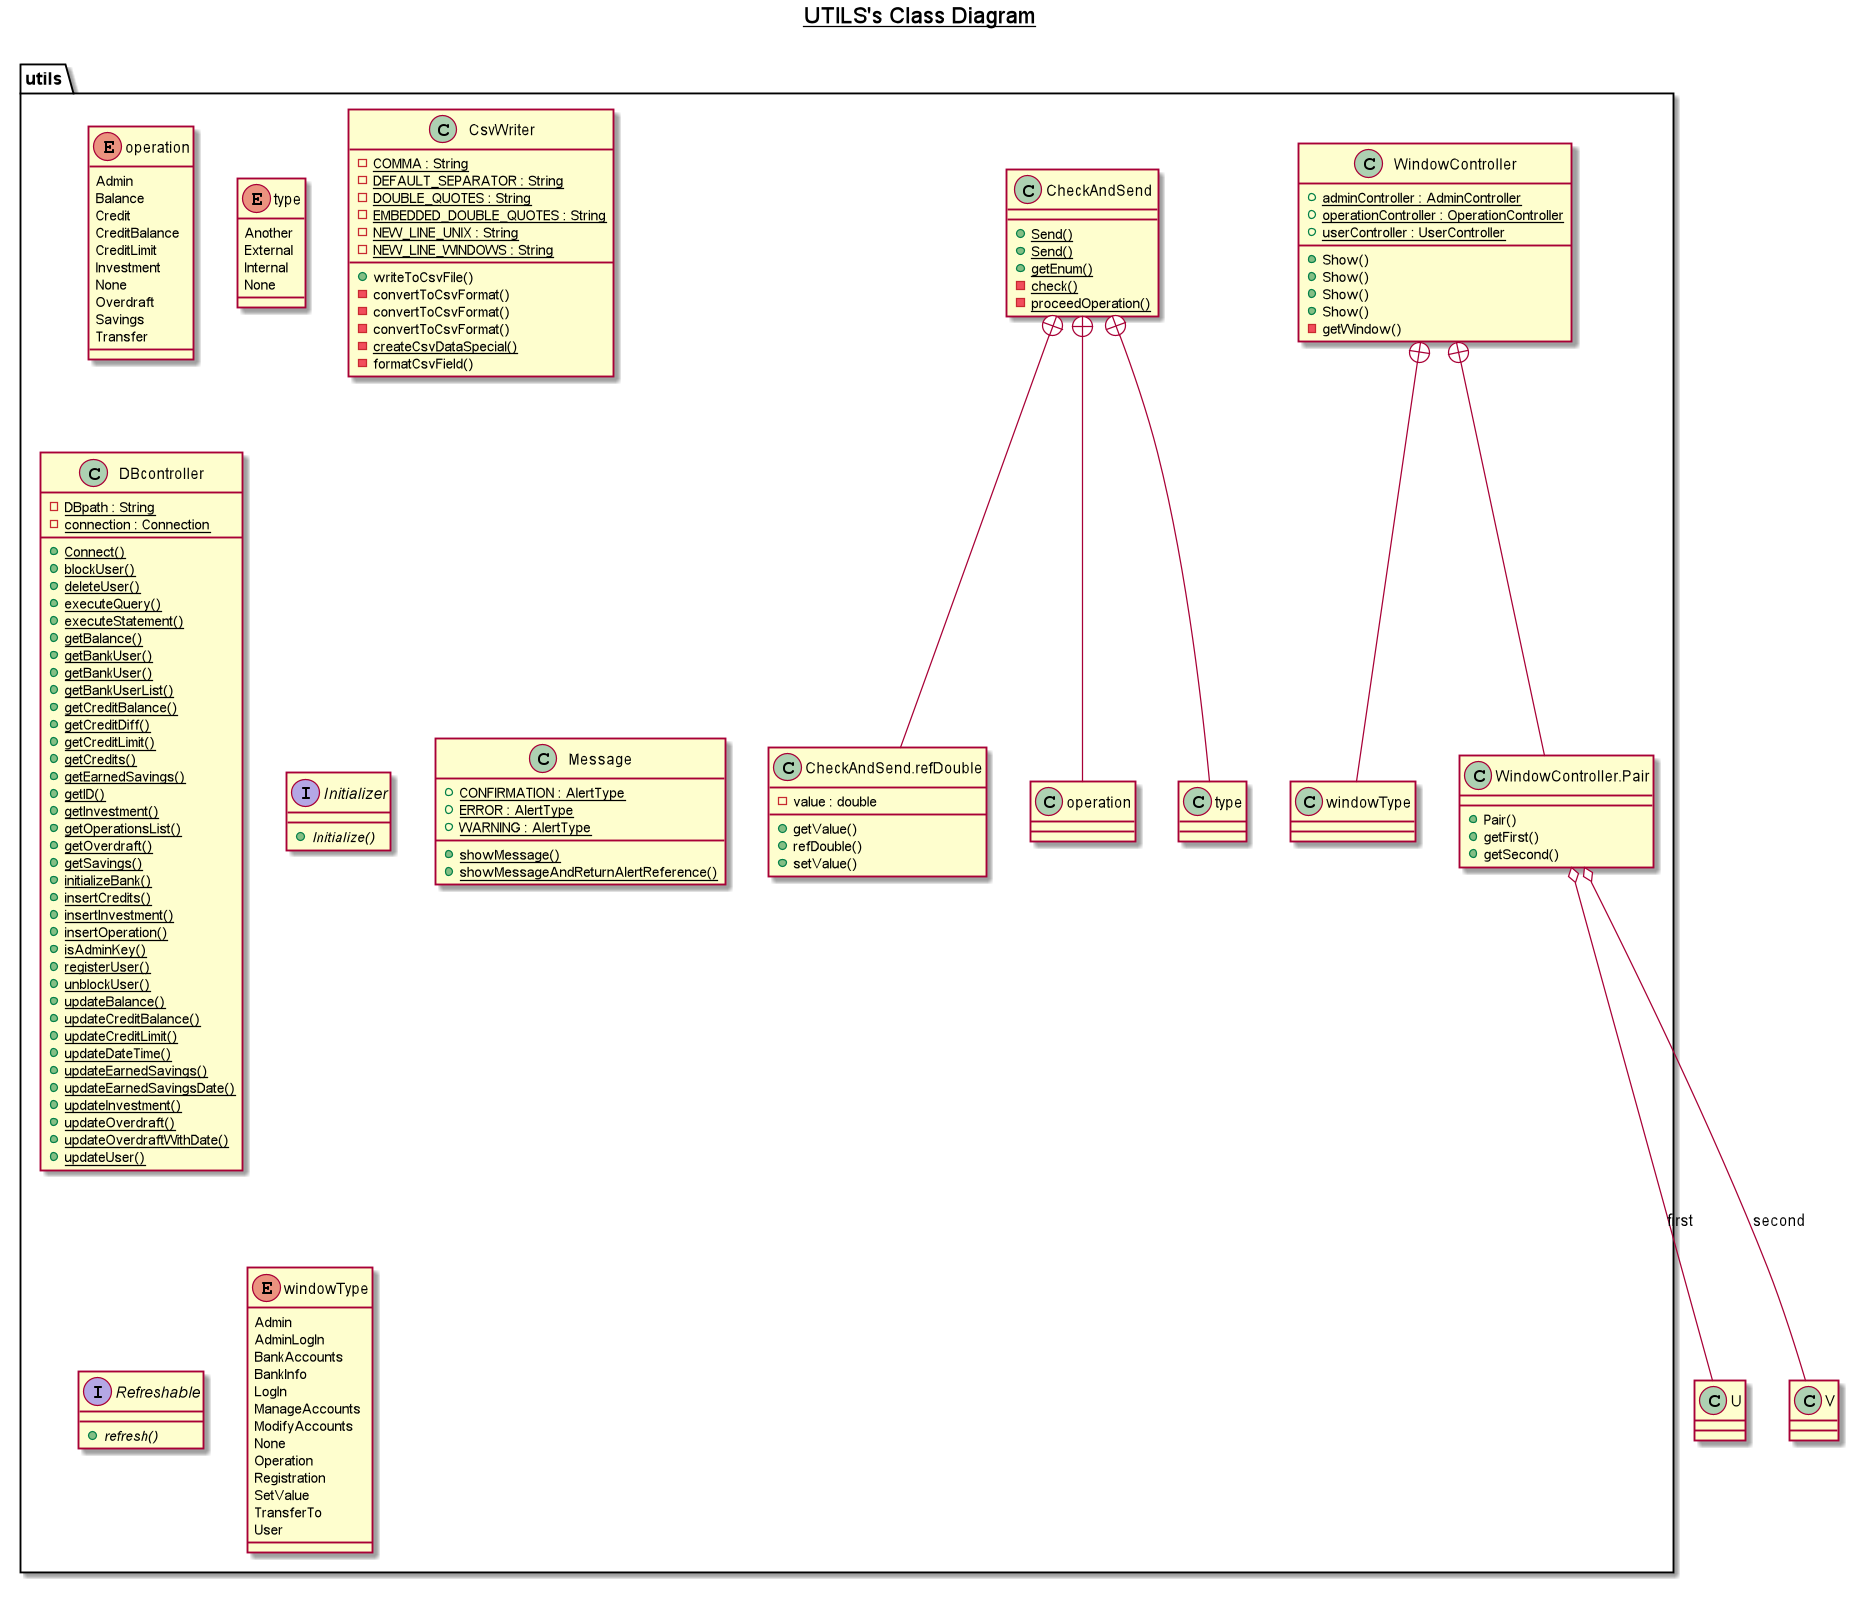 UTILS's Class Diagram
utils
E operation
Admin
Balance
Credit
CreditBalance
CreditLimit
Investment
None
Overdraft
Savings
Transfer
E type
Another
External
Internal
None
C CsvWriter
COMMA : String
DEFAULT_SEPARATOR : String
DOUBLE_QUOTES : String
EMBEDDED_DOUBLE_QUOTES : String
NEW_LINE_UNIX : String
NEW_LINE_WINDOWS : String
writeToCsvFile()
convertToCsvFormat()
convertToCsvFormat()
convertToCsvFormat()
createCsvDataSpecial()
formatCsvField()
C CheckAndSend
Send()
Send()
getEnum()
check()
proceedOperation()
C WindowController
adminController : AdminController
operationController : OperationController
userController : UserController
Show()
Show()
Show()
Show()
getWindow()
C DBcontroller
DBpath : String
connection : Connection
Connect()
blockUser()
deleteUser()
executeQuery()
executeStatement()
getBalance()
getBankUser()
getBankUser()
getBankUserList()
getCreditBalance()
getCreditDiff()
getCreditLimit()
getCredits()
getEarnedSavings()
getID()
getInvestment()
getOperationsList()
getOverdraft()
getSavings()
initializeBank()
insertCredits()
insertInvestment()
insertOperation()
isAdminKey()
registerUser()
unblockUser()
updateBalance()
updateCreditBalance()
updateCreditLimit()
updateDateTime()
updateEarnedSavings()
updateEarnedSavingsDate()
updateInvestment()
updateOverdraft()
updateOverdraftWithDate()
updateUser()
I Initializer
Initialize()
C Message
CONFIRMATION : AlertType
ERROR : AlertType
WARNING : AlertType
showMessage()
showMessageAndReturnAlertReference()
C CheckAndSend.refDouble
value : double
getValue()
refDouble()
setValue()
C operation
C type
C windowType
C WindowController.Pair
Pair()
getFirst()
getSecond()
first
second
I Refreshable
refresh()
E windowType
Admin
AdminLogIn
BankAccounts
BankInfo
LogIn
ManageAccounts
ModifyAccounts
None
Operation
Registration
SetValue
TransferTo
User
C U
C V